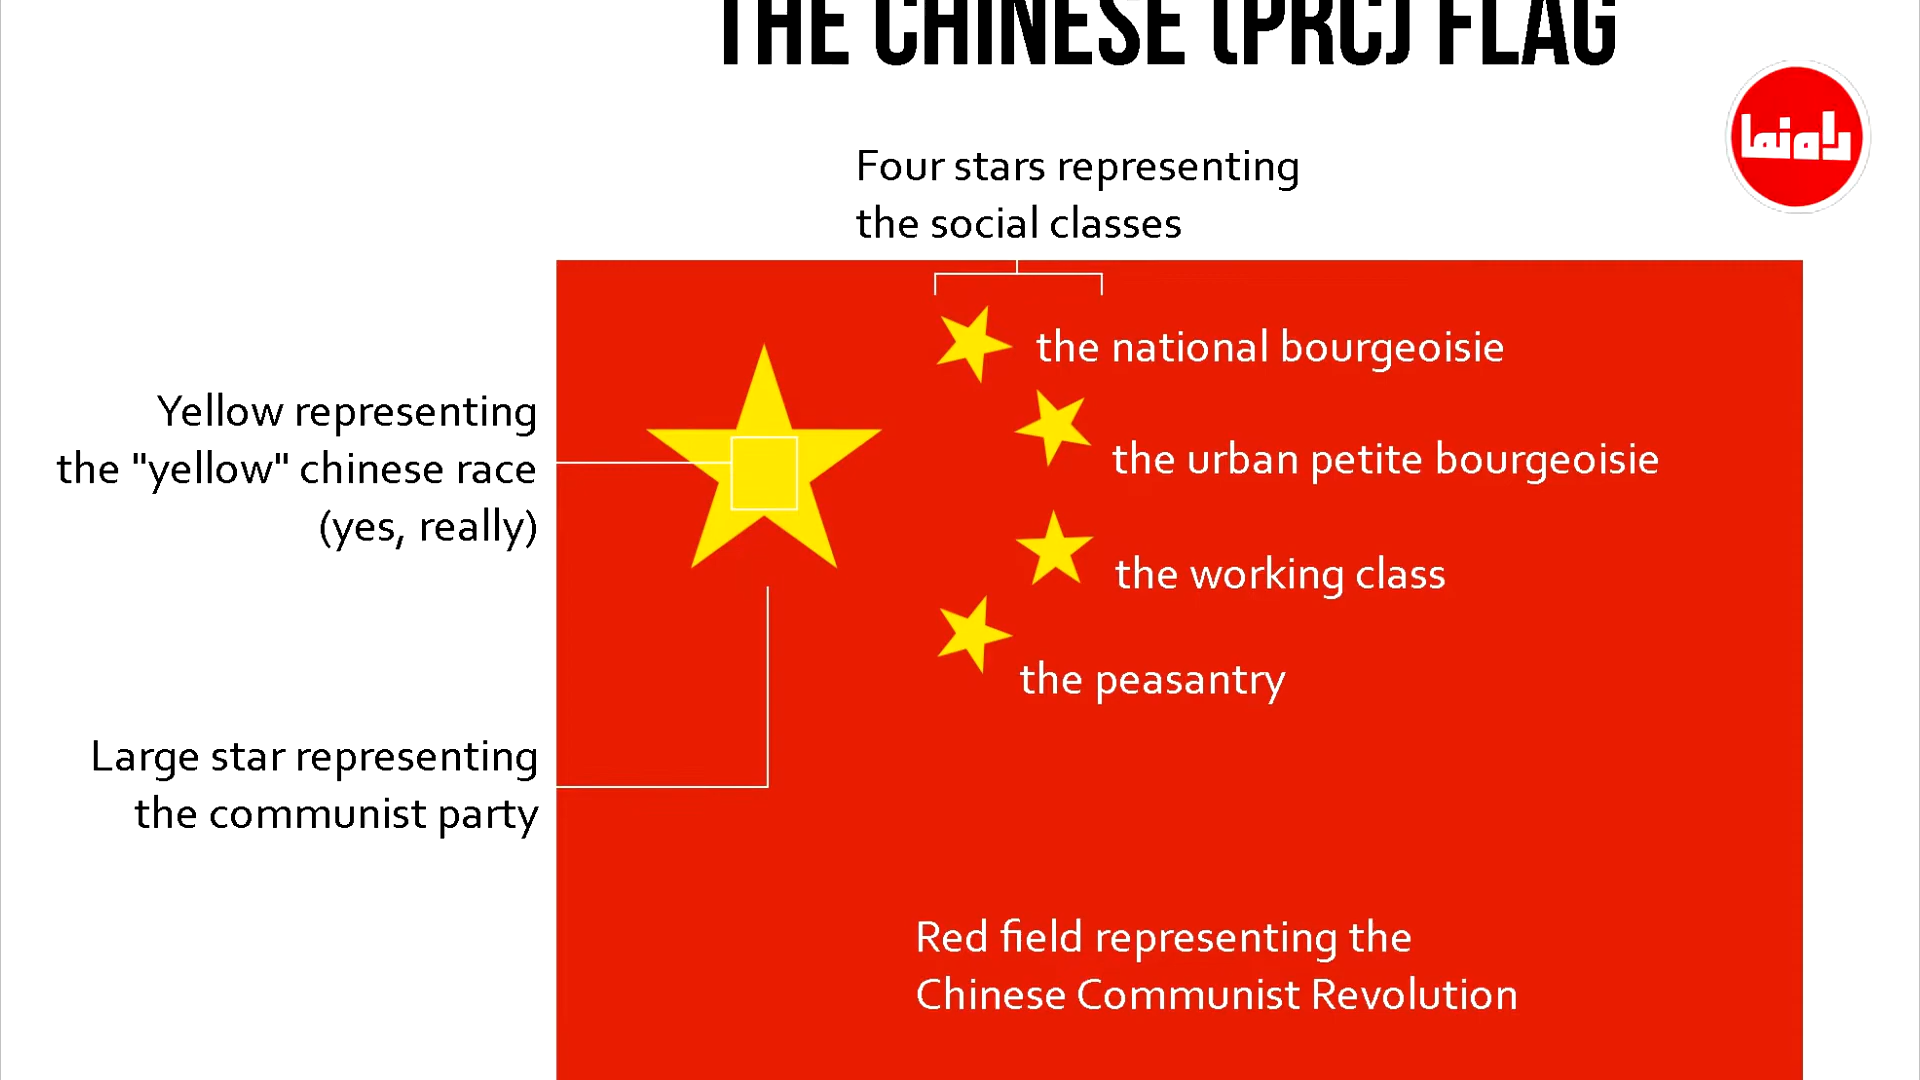 THE CHINESE (PRC) FLAG
راهنما
Four stars representing
the social classes
the national bourgeoisie
Yellow representing
the "yellow" chinese race
(yes, really)
the urban petite bourgeoisie
the working class
the peasantry
Large star representing
the communist party
Red field representing the
Chinese Communist Revolution